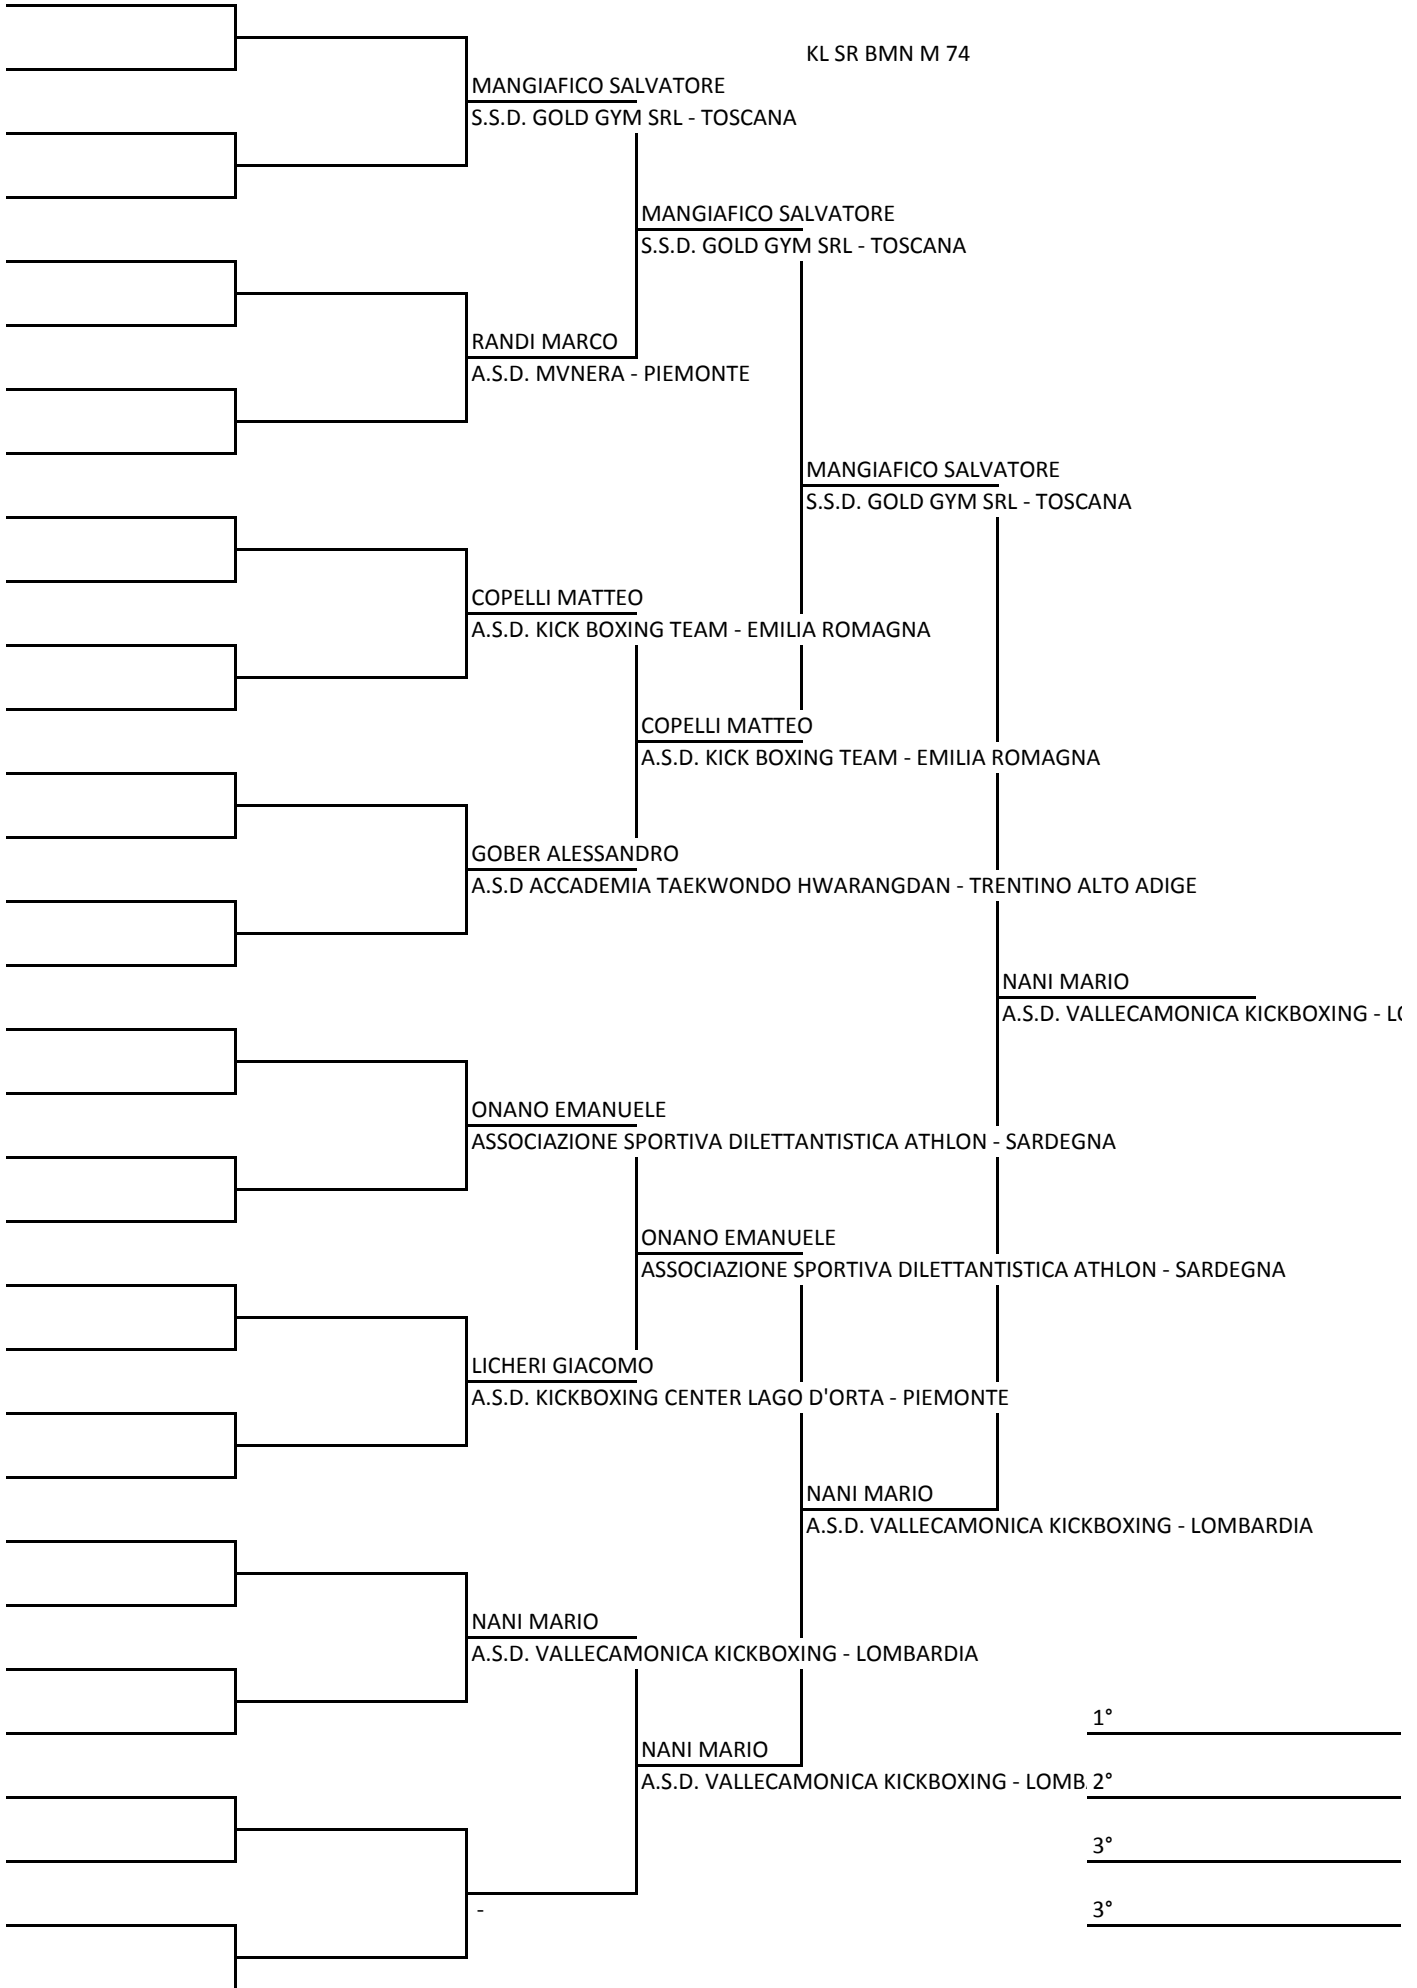 KL SR BMN M 74
MANGIAFICO SALVATORE
S.S.D. GOLD GYM SRL - TOSCANA
MANGIAFICO SALVATORE
S.S.D. GOLD GYM SRL - TOSCANA
RANDI MARCO
A.S.D. MVNERA - PIEMONTE
MANGIAFICO SALVATORE
S.S.D. GOLD GYM SRL - TOSCANA
COPELLI MATTEO
A.S.D. KICK BOXING TEAM - EMILIA ROMAGNA
COPELLI MATTEO
A.S.D. KICK BOXING TEAM - EMILIA ROMAGNA
GOBER ALESSANDRO
A.S.D ACCADEMIA TAEKWONDO HWARANGDAN - TRENTINO ALTO ADIGE
NANI MARIO
A.S.D. VALLECAMONICA KICKBOXING - LO
ONANO EMANUELE
ASSOCIAZIONE SPORTIVA DILETTANTISTICA ATHLON - SARDEGNA
ONANO EMANUELE
ASSOCIAZIONE SPORTIVA DILETTANTISTICA ATHLON - SARDEGNA
LICHERI GIACOMO
A.S.D. KICKBOXING CENTER LAGO D'ORTA - PIEMONTE
NANI MARIO
A.S.D. VALLECAMONICA KICKBOXING - LOMBARDIA
NANI MARIO
A.S.D. VALLECAMONICA KICKBOXING - LOMBARDIA
1°
NANI MARIO
A.S.D. VALLECAMONICA KICKBOXING - LOMB
2°
3°
-
3°